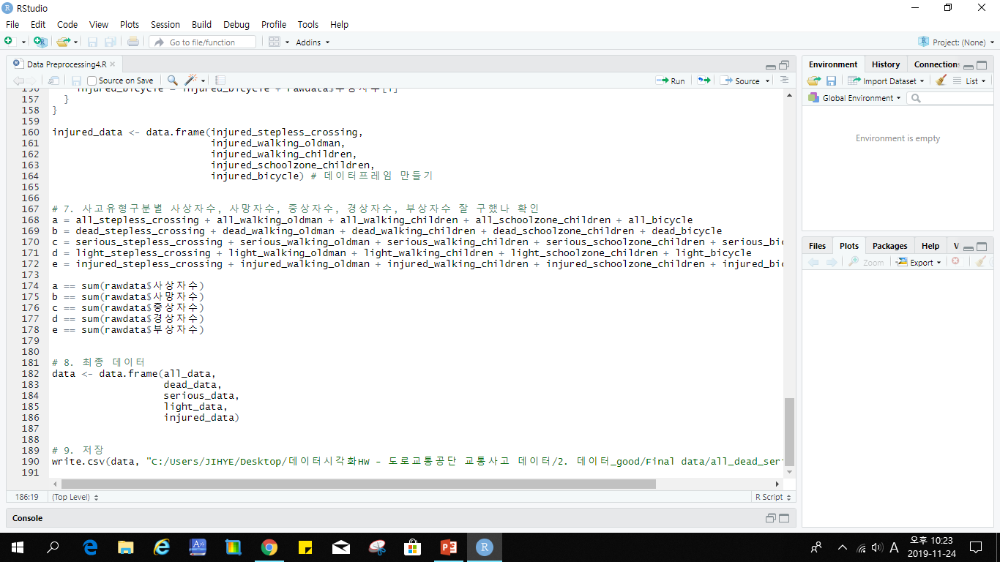 RStudio
File Edit Code View Plots Session Build Debug Profile Tools Help
Go to file/function
Addins
Project: (None)
Data Preprocessing4.R
Source on Save
Run
Source
157 }
158 }
159
160 injured_data <- data.frame(injured_stepless_crossing,
161 injured_walking_oldman,
162 injured_walking_children,
163 injured_schoolzone_children,
164 injured_bicycle) # 데이터프레임 만들기
165
166
167 # 7. 사고유형구분별 사상자수, 사망자수, 중상자수, 경상자수, 부상자수 잘 구했나 확인
168 a = all_stepless_crossing + all_walking_oldman + all_walking_children + all_schoolzone_children + all_bicycle
169 b = dead_stepless_crossing + dead_walking_oldman + dead_walking_children + dead_schoolzone_children + dead_bicycle
170 c = serious_stepless_crossing + serious_walking_oldman + serious_walking_children + serious_schoolzone_children + serious_bic
171 d = light_stepless_crossing + light_walking_oldman + light_walking_children + light_schoolzone_children + light_bicycle
172 e = injured_stepless_crossing + injured_walking_oldman + injured_walking_children + injured_schoolzone_children + injured_bic
173
174 a == sum(rawdata$사상자수)
175 b == sum(rawdata$사망자수)
176 c == sum(rawdata$중상자수)
177 d == sum(rawdata$경상자수)
178 e == sum(rawdata$부상자수)
179
180
181 # 8. 최종 데이터
182 data <- data.frame(all_data,
183 dead_data,
184 serious_data,
185 light_data,
186 injured_data)
187
188
189 # 9. 저장
190 write.csv(data, "C:/Users/JIHYE/Desktop/데이터시각화HW - 도로교통공단 교통사고 데이터/2. 데이터_good/Final data/all_dead_seri
191
186:19 (Top Level) R Script
Console
Environment History Connections
Import Dataset List
Global Environment
Environment is empty
Files Plots Packages Help V
Zoom Export
A
오후 10:23
2019-11-24